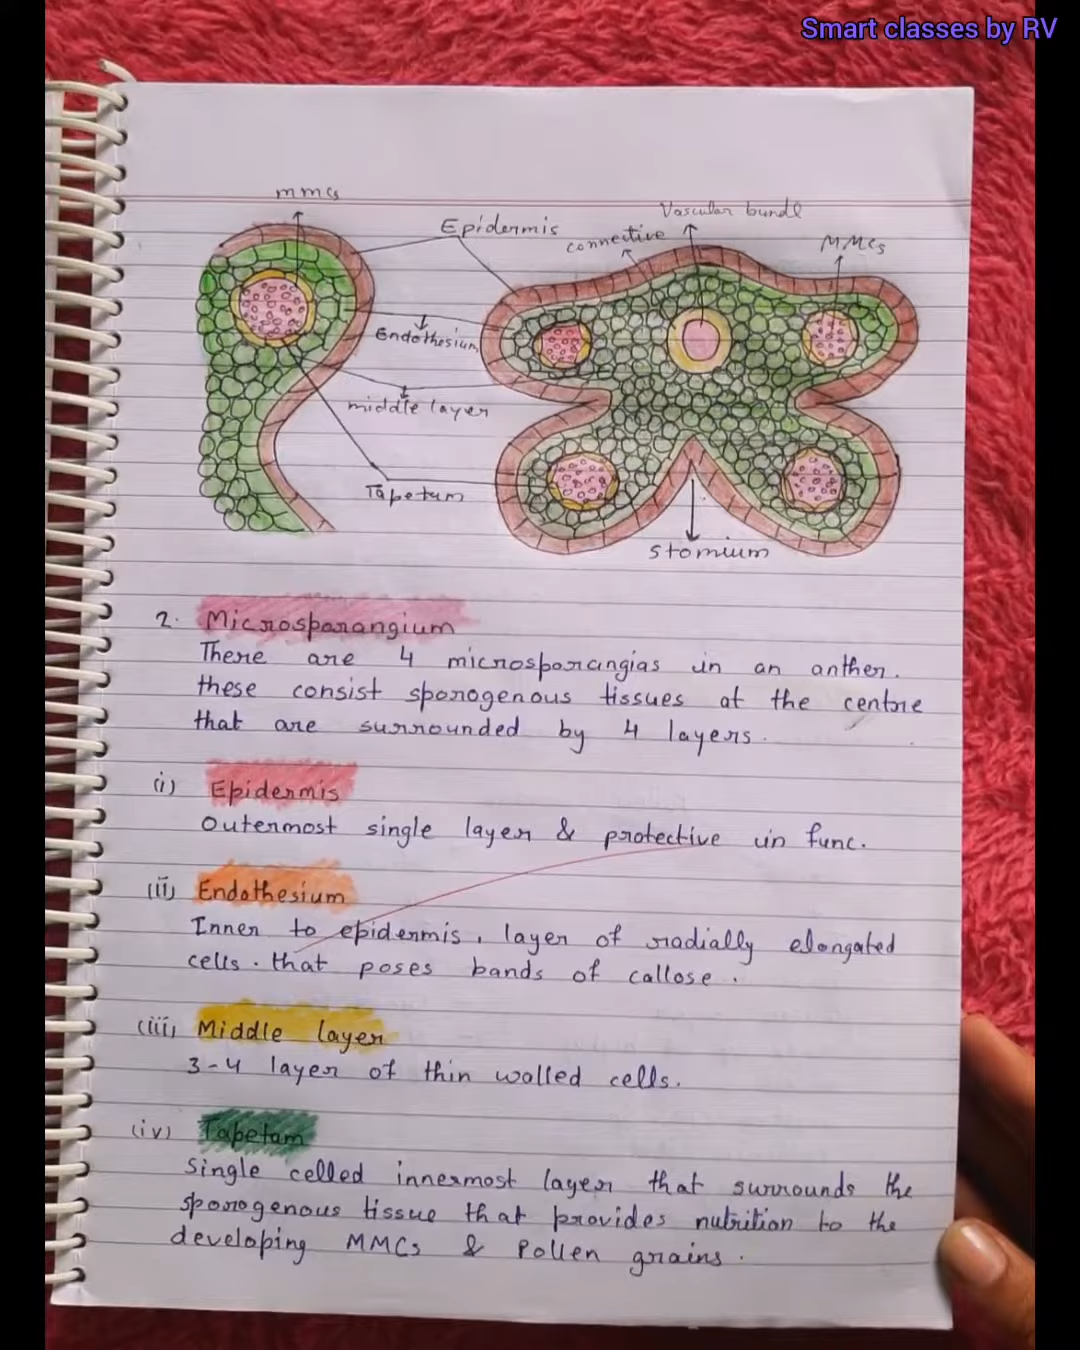 Smart classes by RV
MMCs
Epidermis
Vascular bundl
connective
MMCs
Endothesium
middle layer
Tapetum
Stomium
2. Microsparangium
There are 4 microsparangias in an anther.
these consist sporogenous tissues at the centre
that are surrounded by 4 layers.
(i) Epidermis
Outermost single layer & protective in func.
(ii) Endothesium
Inner to epidermis, layer of radially elongated
cells. that poses bands of callose.
(iii) Middle layer
3-4 layer of thin walled cells.
(iv) Tapetam
Single celled innermost layer that surrounds the
sporogenous tissue that provides nutrition to the
developing MMCs & Pollen grains.